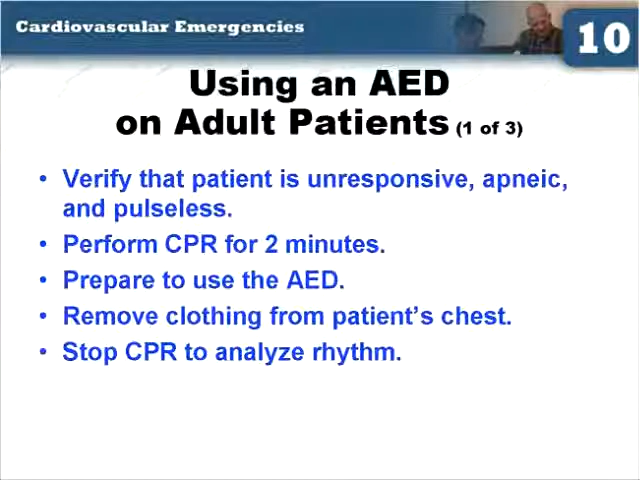 Cardiovascular Emergencies
10
Using an AED
on Adult Patients (1 of 3)
• Verify that patient is unresponsive, apneic,
and pulseless.
• Perform CPR for 2 minutes.
• Prepare to use the AED.
• Remove clothing from patient's chest.
• Stop CPR to analyze rhythm.